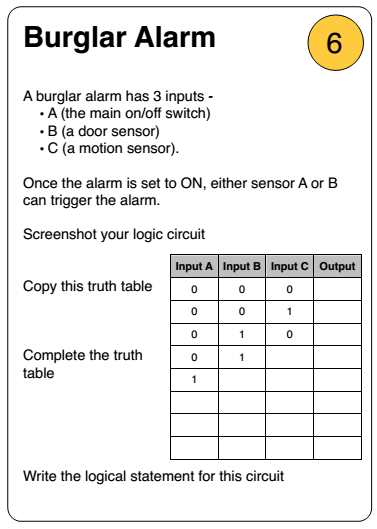 Burglar Alarm
6
A burglar alarm has 3 inputs -
• A (the main on/off switch)
• B (a door sensor)
• C (a motion sensor).
Once the alarm is set to ON, either sensor A or B
can trigger the alarm.
Screenshot your logic circuit
Copy this truth table
Complete the truth
table
Input A Input B Input C Output
0 0 0
0 0 1
0 1 0
0 1
1
Write the logical statement for this circuit